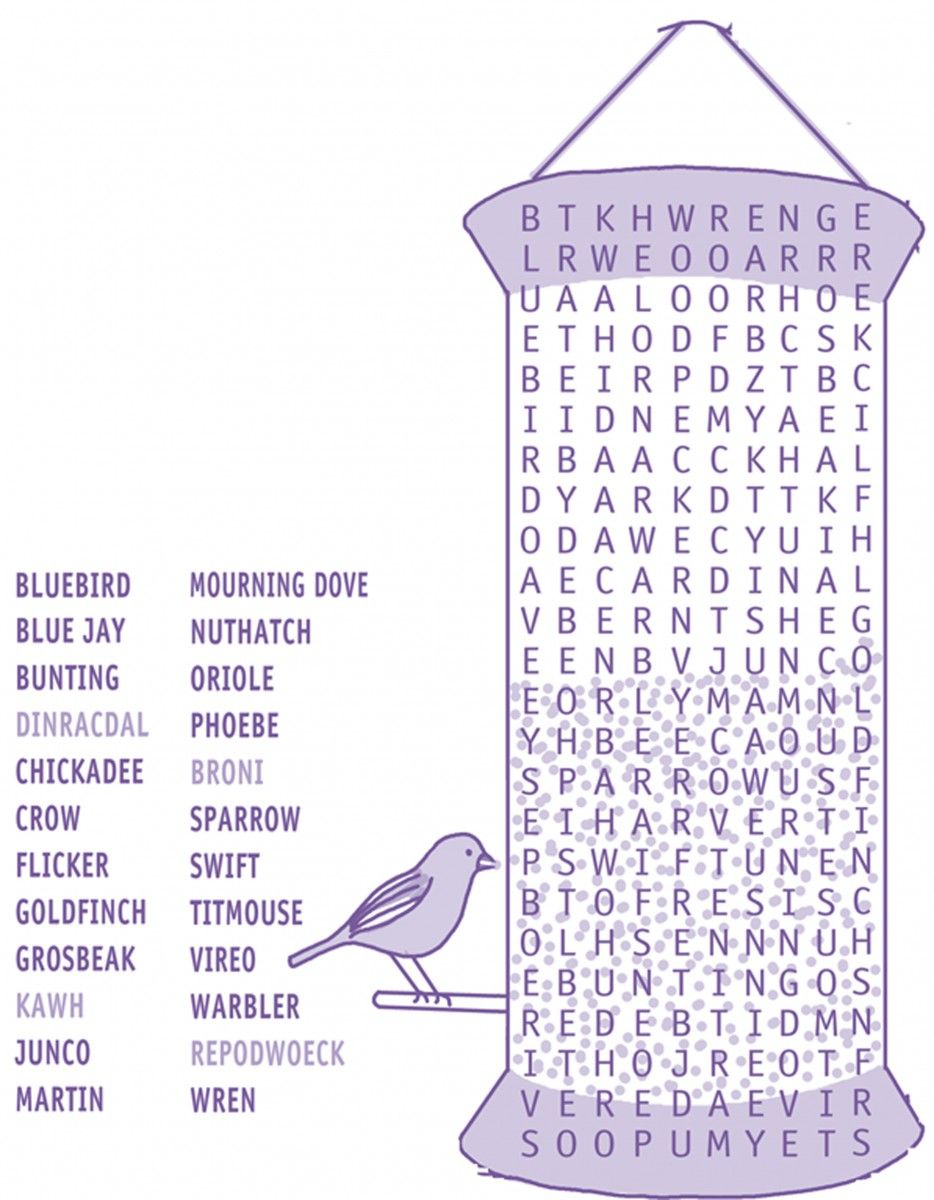 B T K H W R E N G E
L R W E O O A R R R
U A A L O O R H O E
E T H O D F B C S K
B E I R P D Z T B C
I I D N E M Y A E I
R B A A C C K H A L
D Y A R K D T T K F
O D A W E C Y U I H
A E C A R D I N A L
V B E R N T S H E G
E E N B V J U N C O
E O R L Y M A M N L
Y H B E E C A O U D
S P A R R O W U S F
E I H A R V E R T I
P S W I F T U N E N
B T O F R E S I S C
O L H S E N N N U H
E B U N T I N G O S
R E D E B T I D M N
I T H O J R E O T F
V E R E D A E V I R
S O O P U M Y E T S
BLUEBIRD
BLUE JAY
BUNTING
DINRACDAL
CHICKADEE
CROW
FLICKER
GOLDFINCH
GROSBEAK
KAWH
JUNCO
MARTIN
MOURNING DOVE
NUTHATCH
ORIOLE
PHOEBE
BRONI
SPARROW
SWIFT
TITMOUSE
VIREO
WARBLER
REPODWOECK
WREN